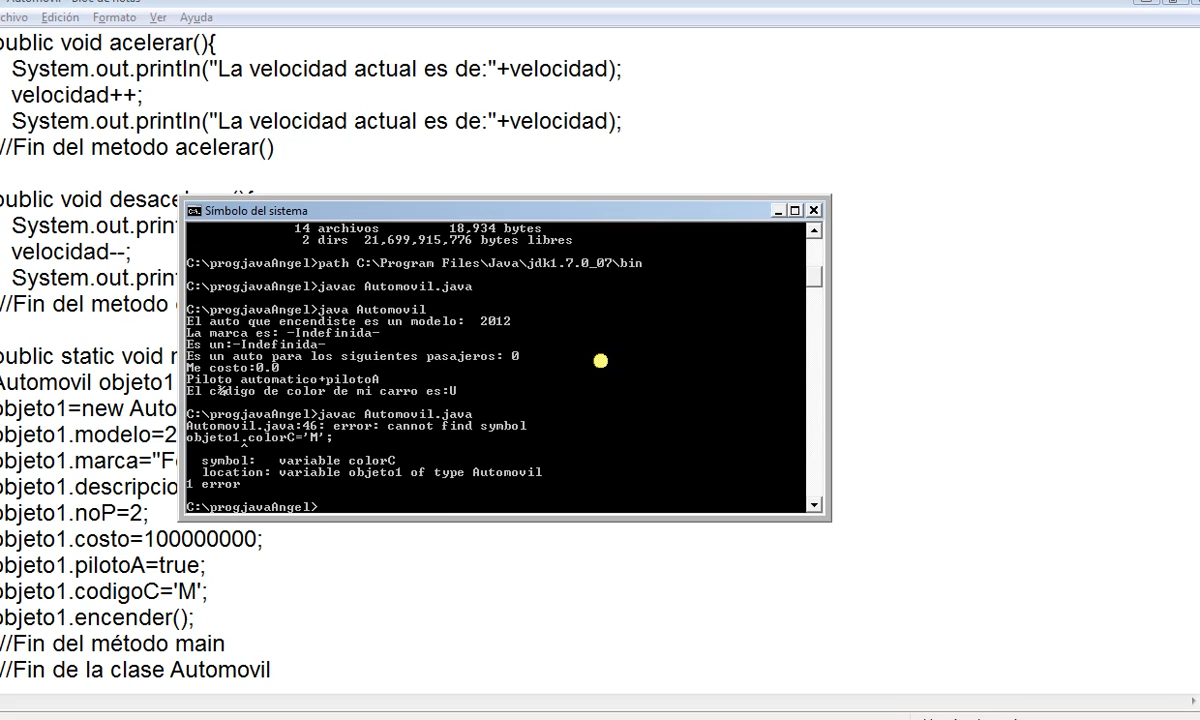 Automovil - Bloc de notas
chivo Edición Formato Ver Ayuda
public void acelerar(){
System.out.println("La velocidad actual es de:"+velocidad);
velocidad++;
System.out.println("La velocidad actual es de:"+velocidad);
//Fin del metodo acelerar()
public void desace
System.out.print
velocidad--;
System.out.prin
//Fin del metodo
public static void m
Automovil objeto1
objeto1=new Auto
objeto1.modelo=2
objeto1.marca="F
objeto1.descripcio
objeto1.noP=2;
objeto1.costo=100000000;
objeto1.pilotoA=true;
objeto1.codigoC='M';
objeto1.encender();
//Fin del método main
//Fin de la clase Automovil
Símbolo del sistema
14 archivos 18,934 bytes
2 dirs 21,699,915,776 bytes libres
C:\progjavaAngel>path C:\Program Files\Java\jdk1.7.0_07\bin
C:\progjavaAngel>javac Automovil.java
C:\progjavaAngel>java Automovil
El auto que encendiste es un modelo: 2012
La marca es: -Indefinida-
Es un:-Indefinida-
Es un auto para los siguientes pasajeros: 0
Me costo:0.0
Piloto automatico+pilotoA
El c¾digo de color de mi carro es:U
C:\progjavaAngel>javac Automovil.java
Automovil.java:46: error: cannot find symbol
objeto1.colorC='M';
^
symbol: variable colorC
location: variable objeto1 of type Automovil
1 error
C:\progjavaAngel>